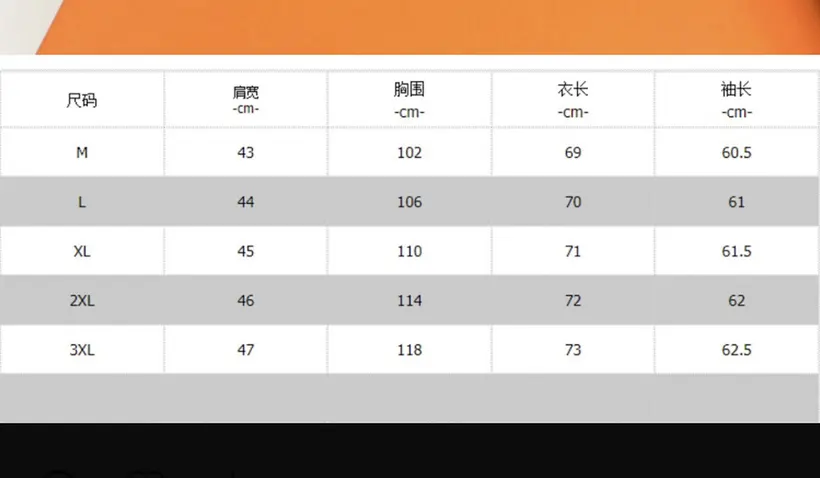 尺码 肩宽 胸围 衣长 袖长
-cm- -cm- -cm- -cm-
M 43 102 69 60.5
L 44 106 70 61
XL 45 110 71 61.5
2XL 46 114 72 62
3XL 47 118 73 62.5